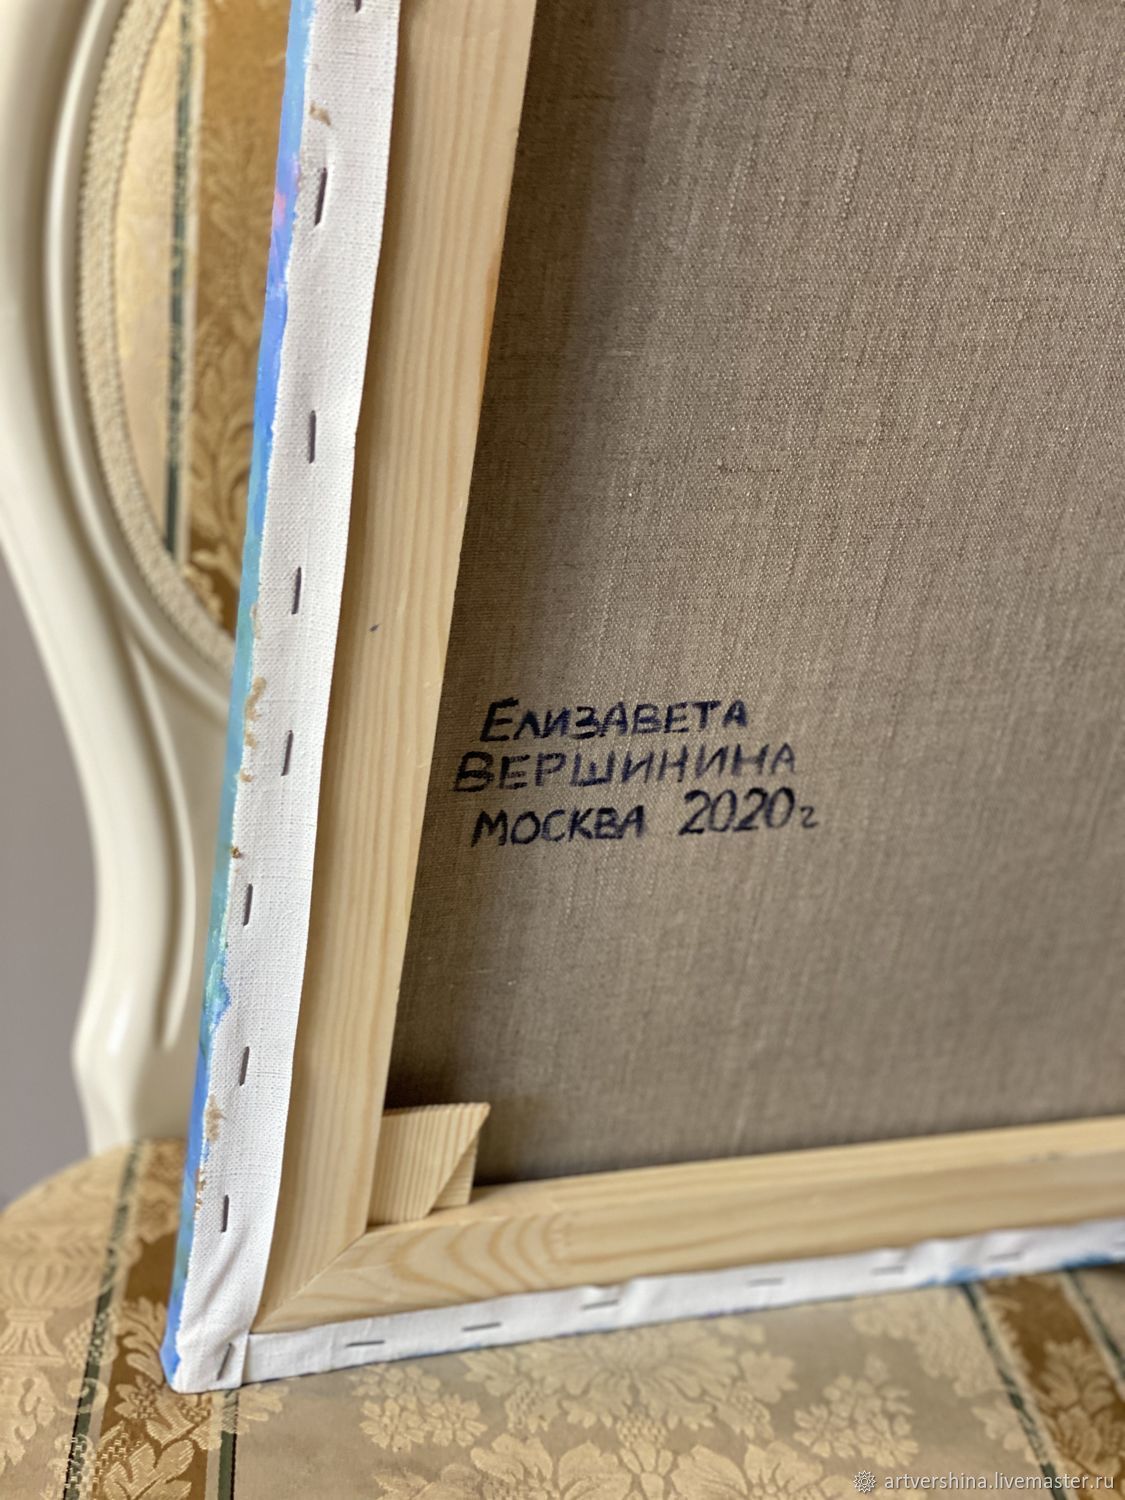 ЕЛИЗАВЕТА
ВЕРШИНИНА
МОСКВА 2020г
artvershina.livemaster.ru